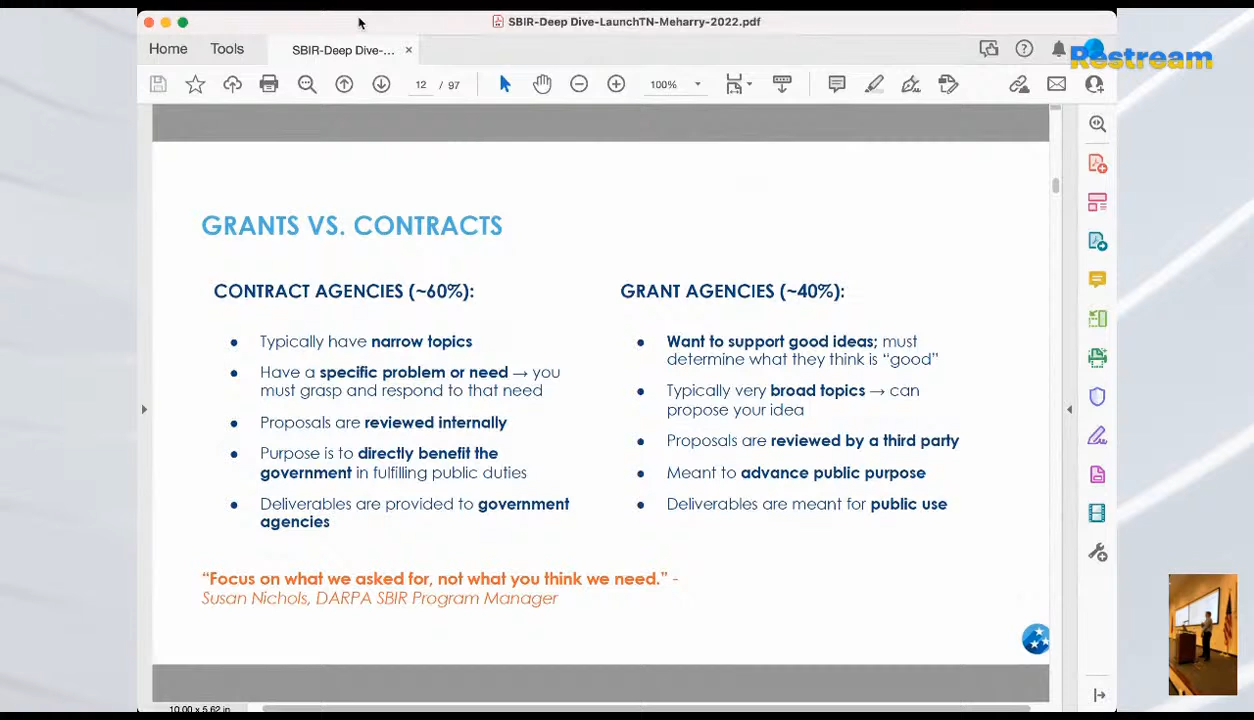 SBIR-Deep Dive-LaunchTN-Meharry-2022.pdf
Home
Tools
SBIR-Deep Dive-... ×
Restream
12 / 97
100%
GRANTS VS. CONTRACTS
CONTRACT AGENCIES (~60%):
● Typically have narrow topics
● Have a specific problem or need → you
must grasp and respond to that need
● Proposals are reviewed internally
● Purpose is to directly benefit the
government in fulfilling public duties
● Deliverables are provided to government
agencies
GRANT AGENCIES (~40%):
● Want to support good ideas; must
determine what they think is “good”
● Typically very broad topics → can
propose your idea
● Proposals are reviewed by a third party
● Meant to advance public purpose
● Deliverables are meant for public use
“Focus on what we asked for, not what you think we need.” -
Susan Nichols, DARPA SBIR Program Manager
10.00 x 5.62 in